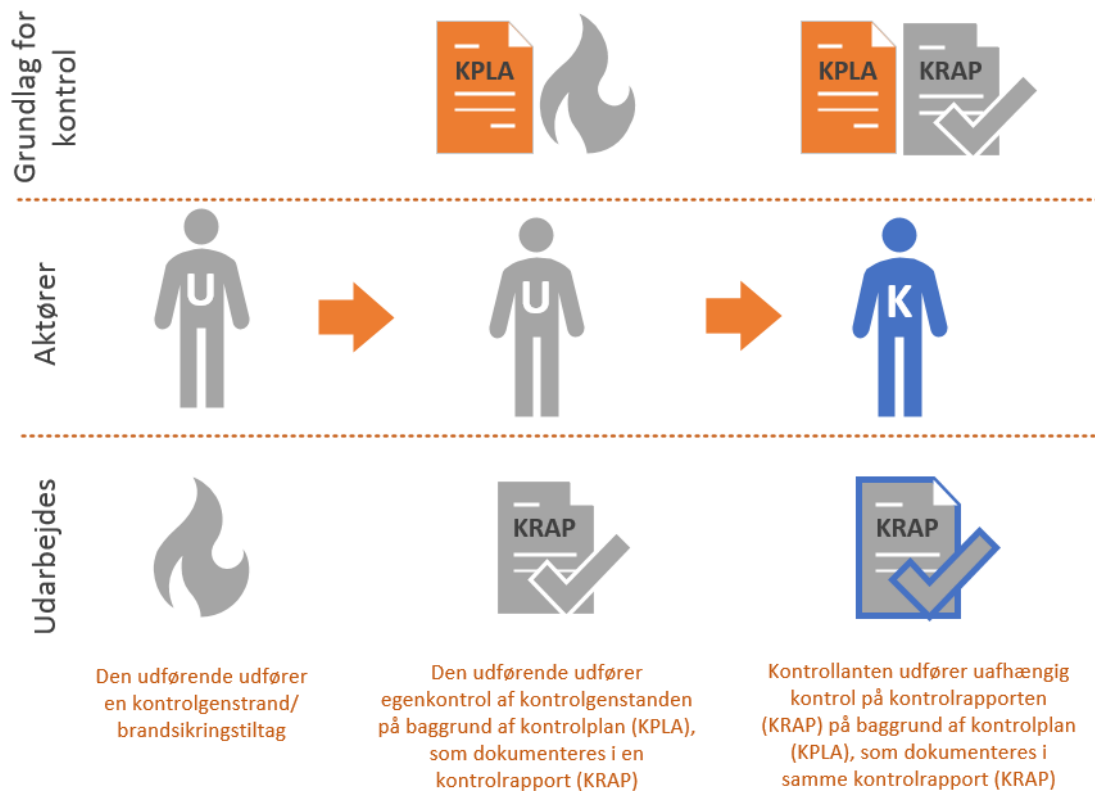 Grundlag for
kontrol
KPLA
KPLA
KRAP
Aktører
U
U
K
Udarbejdes
KRAP
KRAP
Den udførende udfører
en kontrolgenstrand/
brandsikringstiltag
Den udførende udfører
egenkontrol af kontrolgenstanden
på baggrund af kontrolplan (KPLA),
som dokumenteres i en
kontrolrapport (KRAP)
Kontrollanten udfører uafhængig
kontrol på kontrolrapporten
(KRAP) på baggrund af kontrolplan
(KPLA), som dokumenteres i
samme kontrolrapport (KRAP)